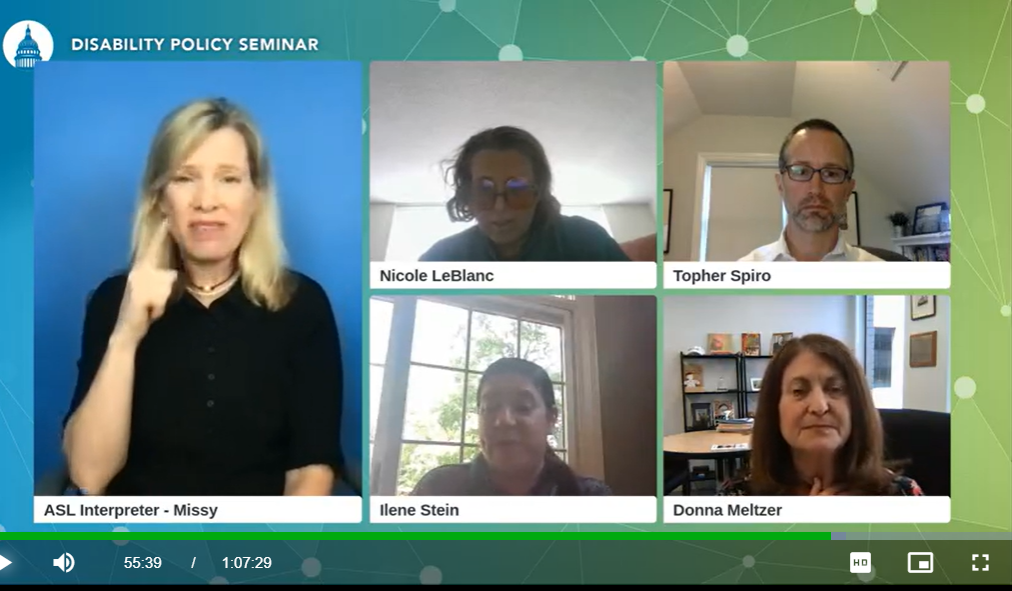 DISABILITY POLICY SEMINAR
Nicole LeBlanc
Topher Spiro
ASL Interpreter - Missy
Ilene Stein
Donna Meltzer
55:39 / 1:07:29
HD